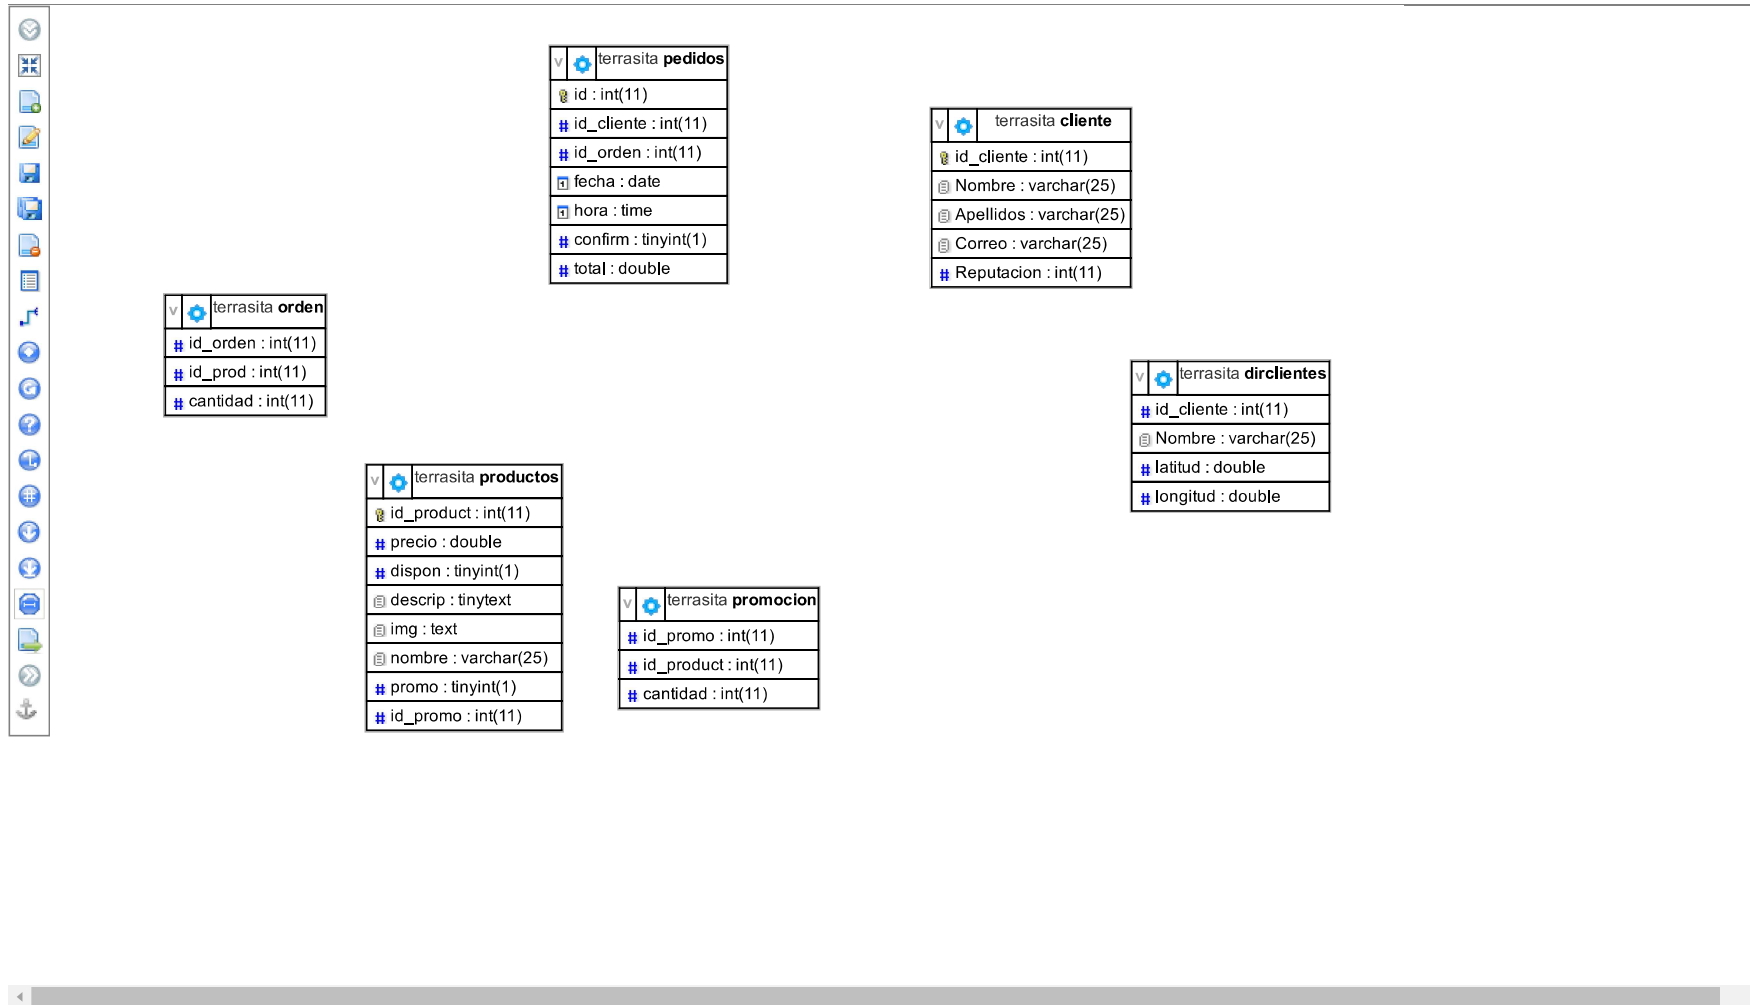 v terrasita pedidos
id : int(11)
# id_cliente : int(11)
# id_orden : int(11)
fecha : date
hora : time
# confirm : tinyint(1)
# total : double
v terrasita cliente
id_cliente : int(11)
Nombre : varchar(25)
Apellidos : varchar(25)
Correo : varchar(25)
# Reputacion : int(11)
v terrasita orden
# id_orden : int(11)
# id_prod : int(11)
# cantidad : int(11)
v terrasita dirclientes
# id_cliente : int(11)
Nombre : varchar(25)
# latitud : double
# longitud : double
v terrasita productos
id_product : int(11)
# precio : double
# dispon : tinyint(1)
descrip : tinytext
img : text
nombre : varchar(25)
# promo : tinyint(1)
# id_promo : int(11)
v terrasita promocion
# id_promo : int(11)
# id_product : int(11)
# cantidad : int(11)